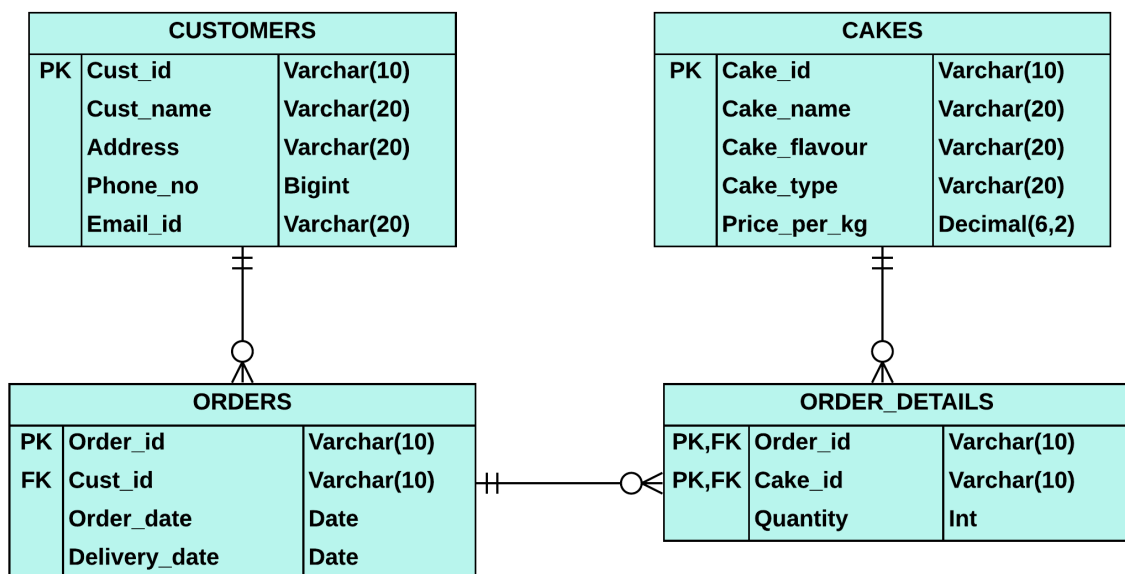 CUSTOMERS
PK Cust_id Varchar(10)
Cust_name Varchar(20)
Address Varchar(20)
Phone_no Bigint
Email_id Varchar(20)
CAKES
PK Cake_id Varchar(10)
Cake_name Varchar(20)
Cake_flavour Varchar(20)
Cake_type Varchar(20)
Price_per_kg Decimal(6,2)
ORDERS
PK Order_id Varchar(10)
FK Cust_id Varchar(10)
Order_date Date
Delivery_date Date
ORDER_DETAILS
PK,FK Order_id Varchar(10)
PK,FK Cake_id Varchar(10)
Quantity Int